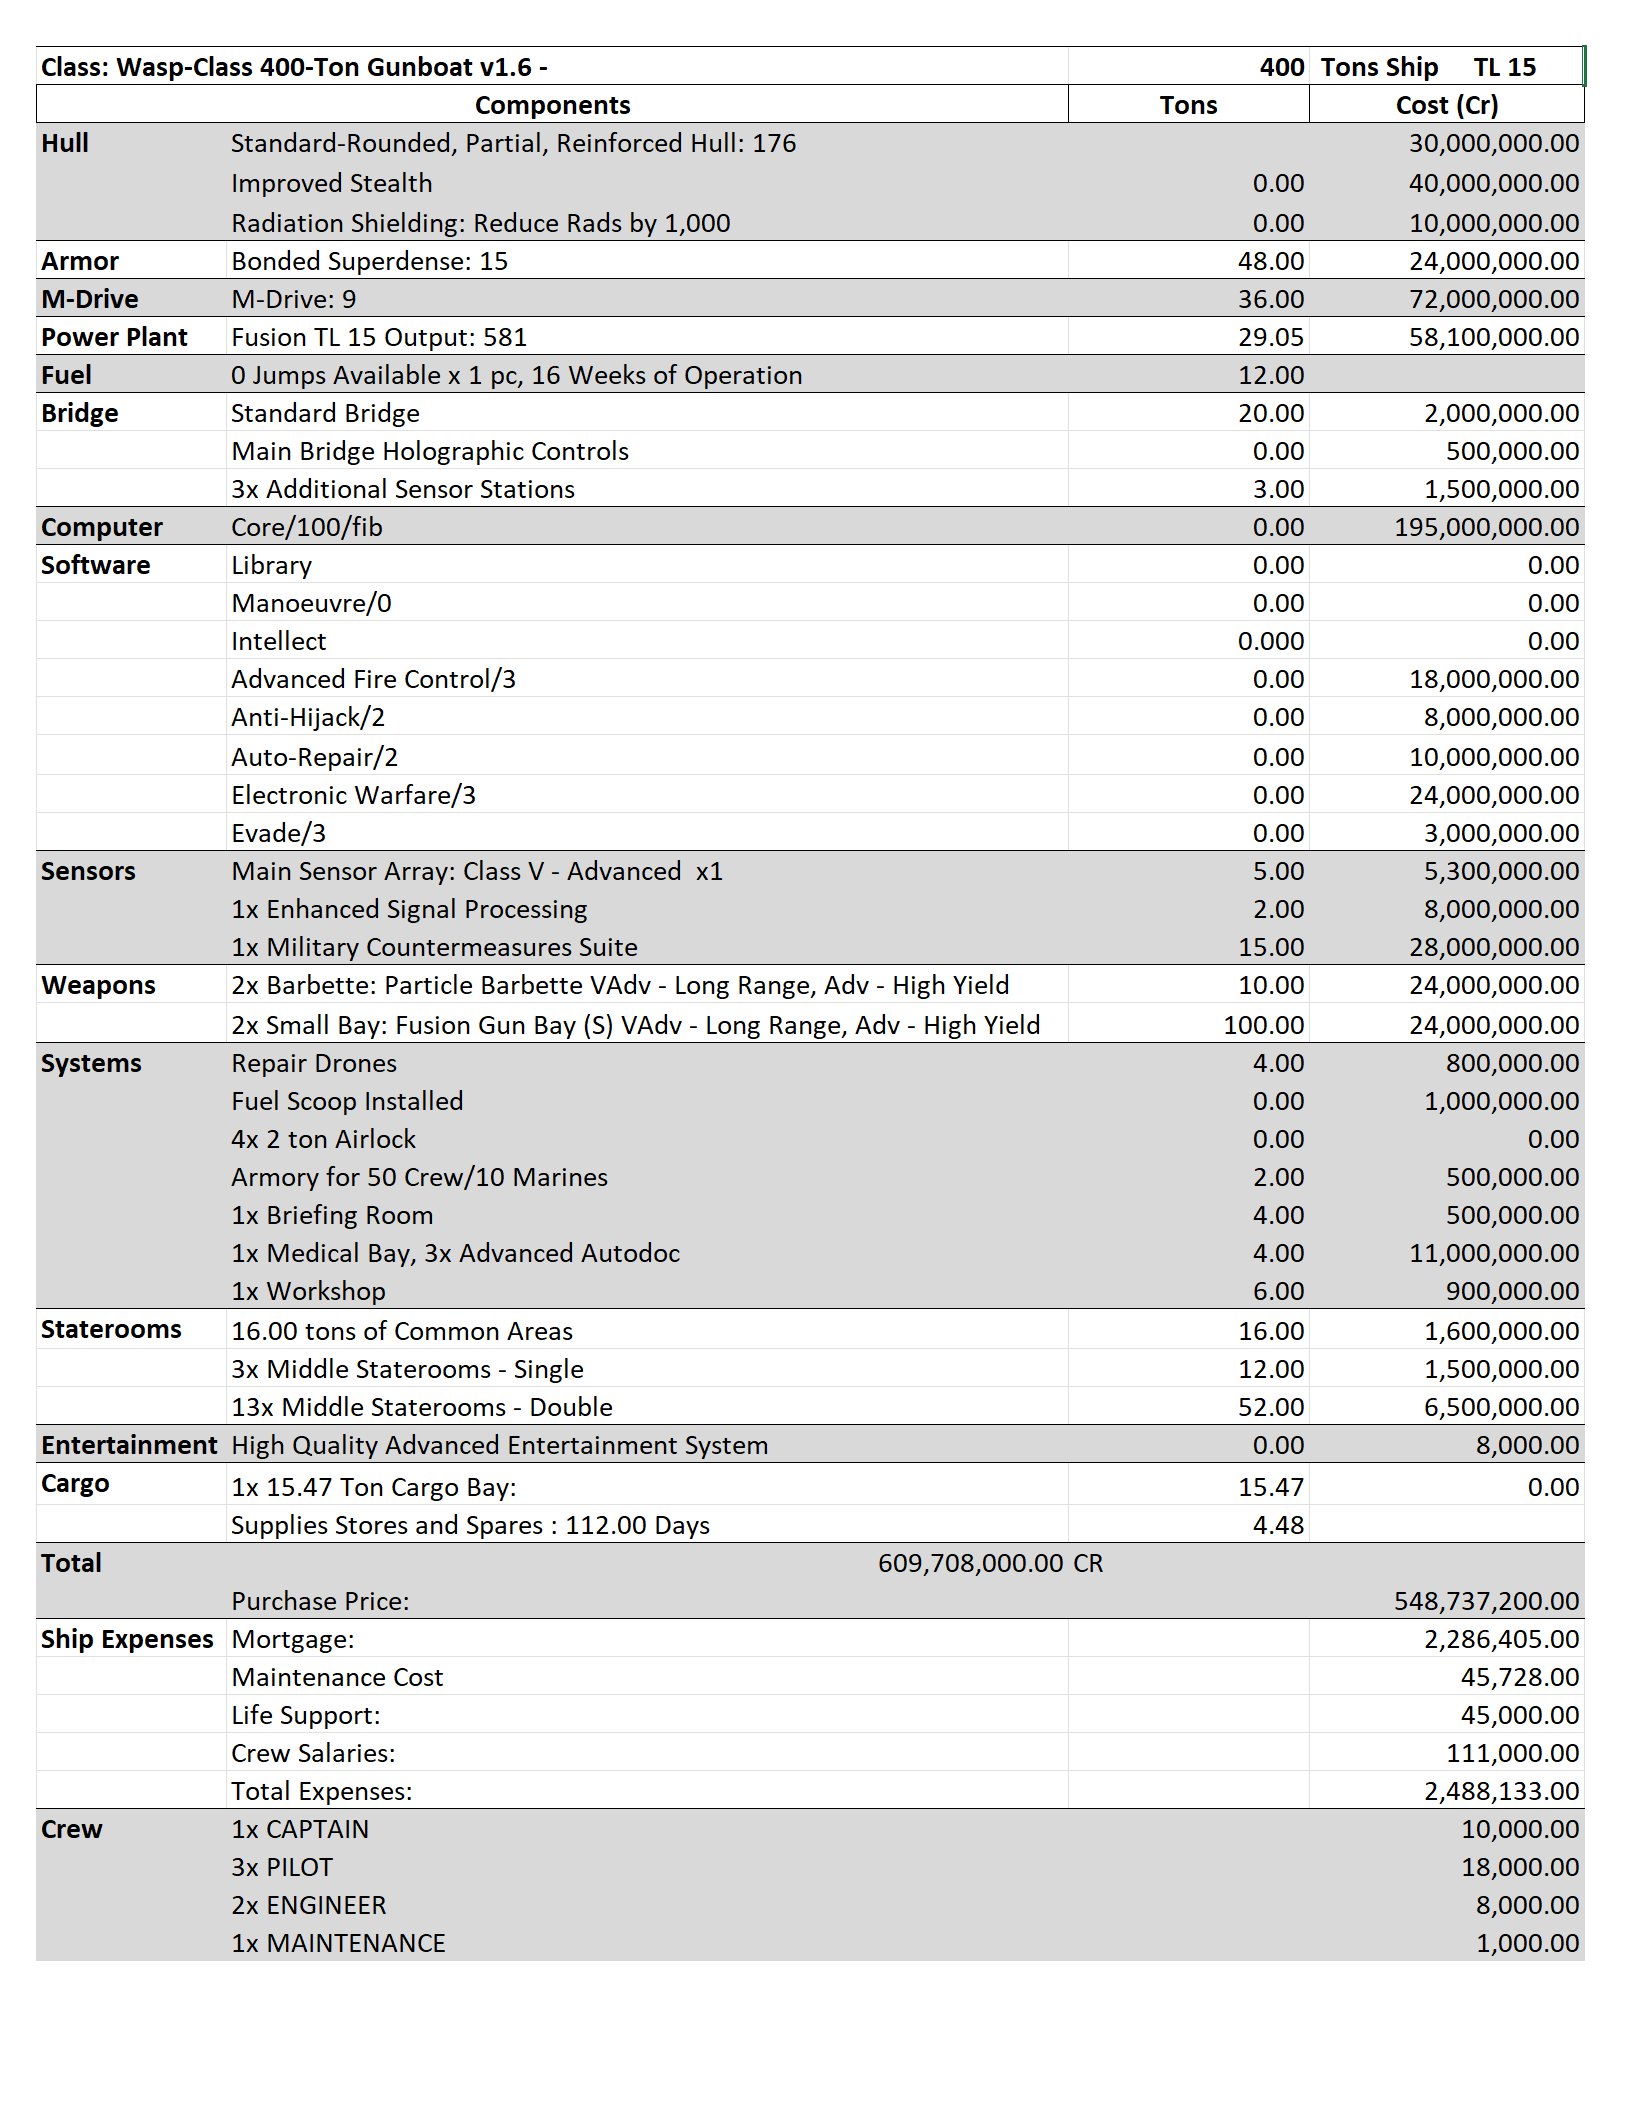 Class: Wasp-Class 400-Ton Gunboat v1.6 - 400 Tons Ship TL 15
Components Tons Cost (Cr)
Hull Standard-Rounded, Partial, Reinforced Hull: 176 30,000,000.00
Improved Stealth 0.00 40,000,000.00
Radiation Shielding: Reduce Rads by 1,000 0.00 10,000,000.00
Armor Bonded Superdense: 15 48.00 24,000,000.00
M-Drive M-Drive: 9 36.00 72,000,000.00
Power Plant Fusion TL 15 Output: 581 29.05 58,100,000.00
Fuel 0 Jumps Available x 1 pc, 16 Weeks of Operation 12.00
Bridge Standard Bridge 20.00 2,000,000.00
Main Bridge Holographic Controls 0.00 500,000.00
3x Additional Sensor Stations 3.00 1,500,000.00
Computer Core/100/fib 0.00 195,000,000.00
Software Library 0.00 0.00
Manoeuvre/0 0.00 0.00
Intellect 0.000 0.00
Advanced Fire Control/3 0.00 18,000,000.00
Anti-Hijack/2 0.00 8,000,000.00
Auto-Repair/2 0.00 10,000,000.00
Electronic Warfare/3 0.00 24,000,000.00
Evade/3 0.00 3,000,000.00
Sensors Main Sensor Array: Class V - Advanced x1 5.00 5,300,000.00
1x Enhanced Signal Processing 2.00 8,000,000.00
1x Military Countermeasures Suite 15.00 28,000,000.00
Weapons 2x Barbette: Particle Barbette VAdv - Long Range, Adv - High Yield 10.00 24,000,000.00
2x Small Bay: Fusion Gun Bay (S) VAdv - Long Range, Adv - High Yield 100.00 24,000,000.00
Systems Repair Drones 4.00 800,000.00
Fuel Scoop Installed 0.00 1,000,000.00
4x 2 ton Airlock 0.00 0.00
Armory for 50 Crew/10 Marines 2.00 500,000.00
1x Briefing Room 4.00 500,000.00
1x Medical Bay, 3x Advanced Autodoc 4.00 11,000,000.00
1x Workshop 6.00 900,000.00
Staterooms 16.00 tons of Common Areas 16.00 1,600,000.00
3x Middle Staterooms - Single 12.00 1,500,000.00
13x Middle Staterooms - Double 52.00 6,500,000.00
Entertainment High Quality Advanced Entertainment System 0.00 8,000.00
Cargo 1x 15.47 Ton Cargo Bay: 15.47 0.00
Supplies Stores and Spares : 112.00 Days 4.48
Total 609,708,000.00 CR
Purchase Price: 548,737,200.00
Ship Expenses Mortgage: 2,286,405.00
Maintenance Cost 45,728.00
Life Support: 45,000.00
Crew Salaries: 111,000.00
Total Expenses: 2,488,133.00
Crew 1x CAPTAIN 10,000.00
3x PILOT 18,000.00
2x ENGINEER 8,000.00
1x MAINTENANCE 1,000.00